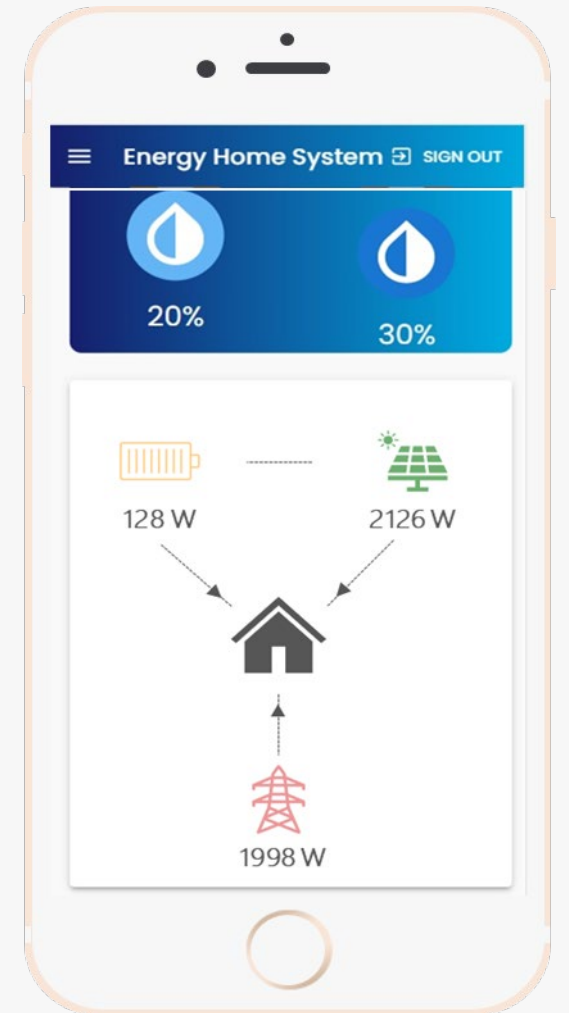 Energy Home System SIGN OUT
20%
30%
128 W
2126 W
1998 W